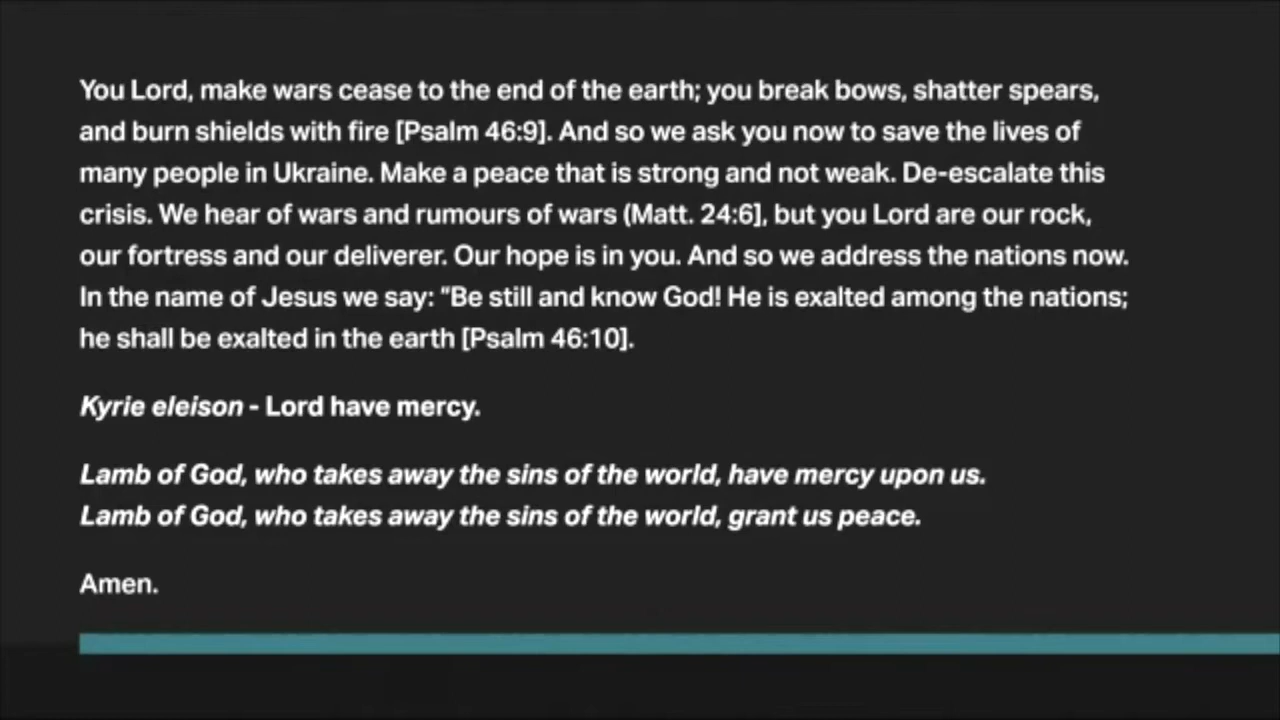 You Lord, make wars cease to the end of the earth; you break bows, shatter spears,
and burn shields with fire [Psalm 46:9]. And so we ask you now to save the lives of
many people in Ukraine. Make a peace that is strong and not weak. De-escalate this
crisis. We hear of wars and rumours of wars (Matt. 24:6], but you Lord are our rock,
our fortress and our deliverer. Our hope is in you. And so we address the nations now.
In the name of Jesus we say: "Be still and know God! He is exalted among the nations;
he shall be exalted in the earth [Psalm 46:10].
Kyrie eleison - Lord have mercy.
Lamb of God, who takes away the sins of the world, have mercy upon us.
Lamb of God, who takes away the sins of the world, grant us peace.
Amen.